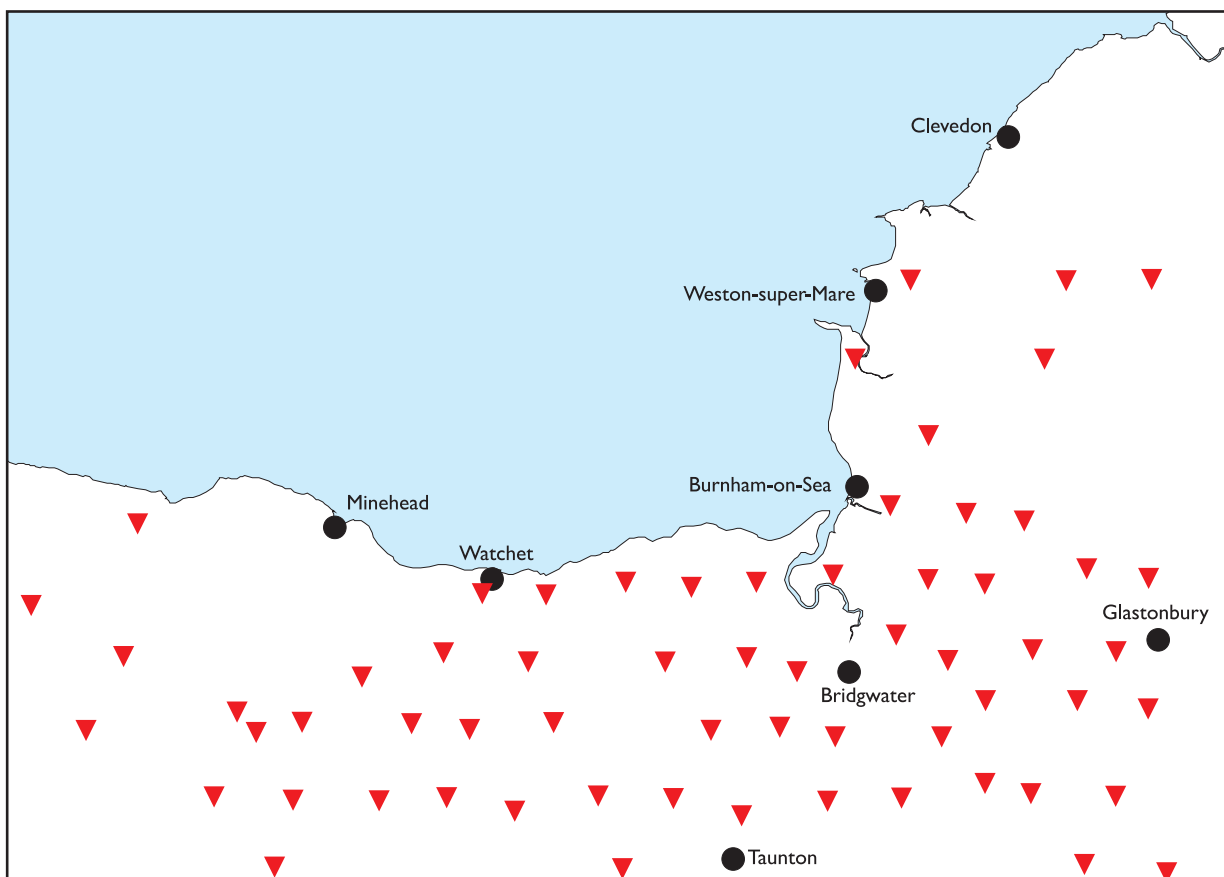 Clevedon
Weston-super-Mare
Burnham-on-Sea
Minehead
Watchet
Glastonbury
Bridgwater
Taunton